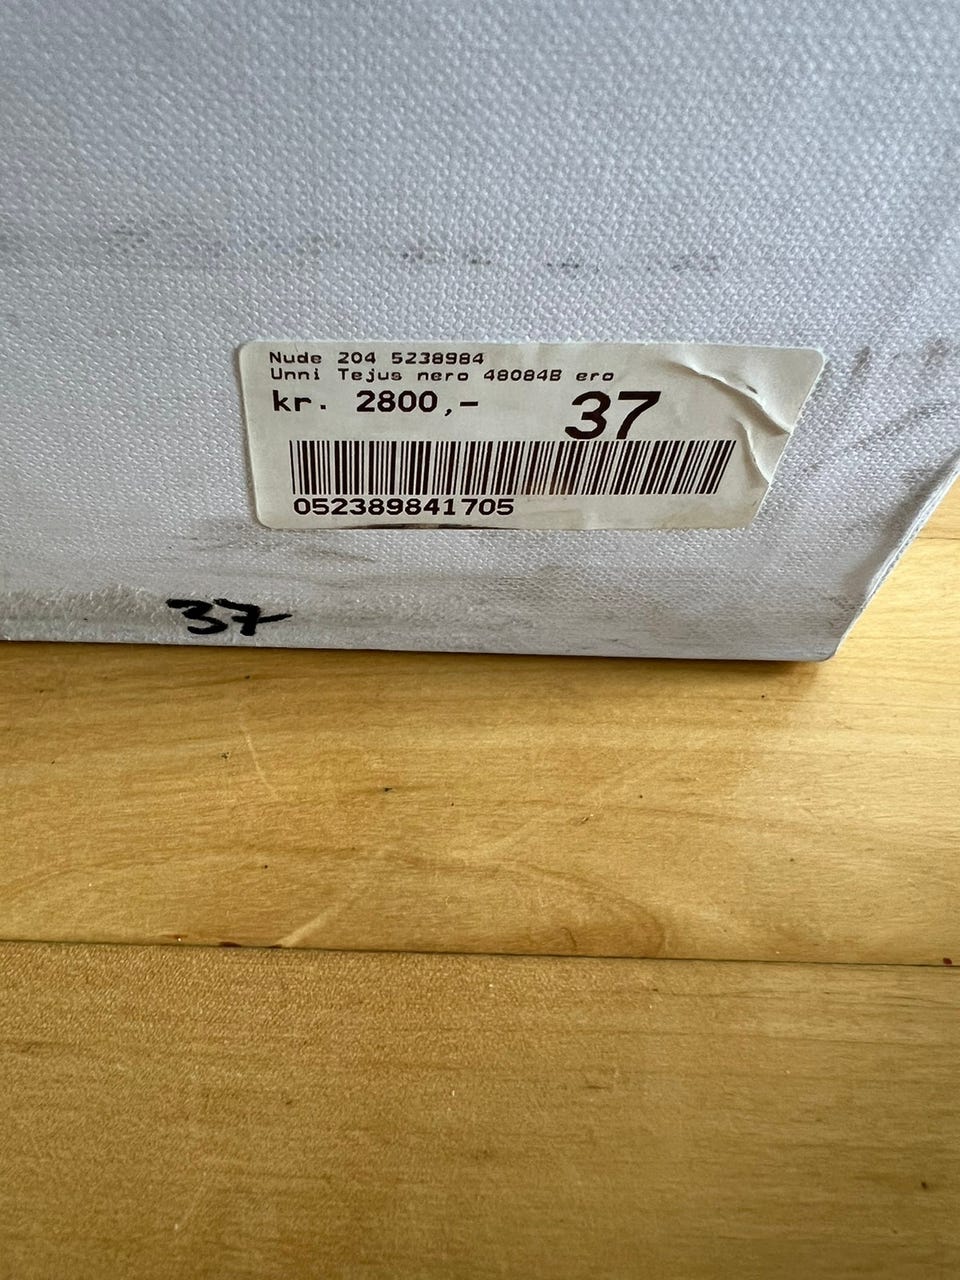 Nude 204 5238984
Unni Tejus nero 48084B ero
kr. 2800,- 37
052389841705
37